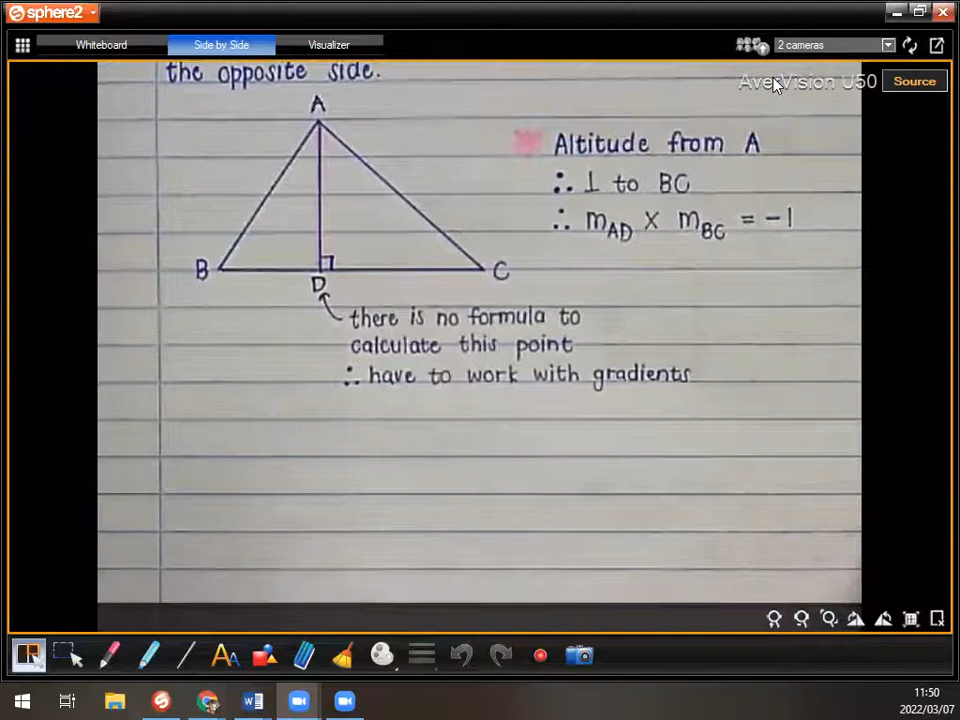 sphere2
Whiteboard
Side by Side
Visualizer
2 cameras
the opposite side.
AverVision U50
Source
A
Altitude from A
∴ ⊥ to BC
∴ mAD × mBC = -1
B
C
D
there is no formula to
calculate this point
∴ have to work with gradients
11:50
2022/03/07